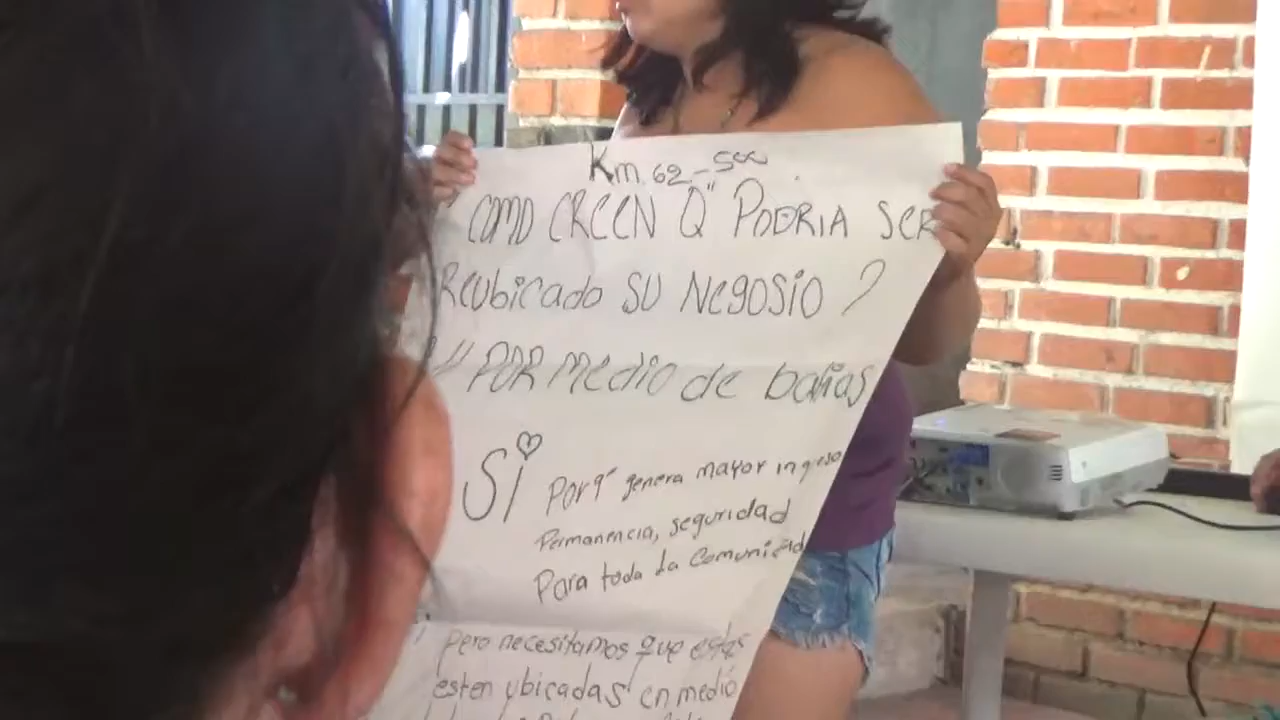 Km. 62-500
"COMO CREEN Q" PODRIA SER
REUbicado SU Negosio?
// POR Medio de bahias
Si Porq" genera mayor ingreso
Permanencia, seguridad
Para toda La Comunidad
Pero necesitamos que estas
esten ubicadas en medio